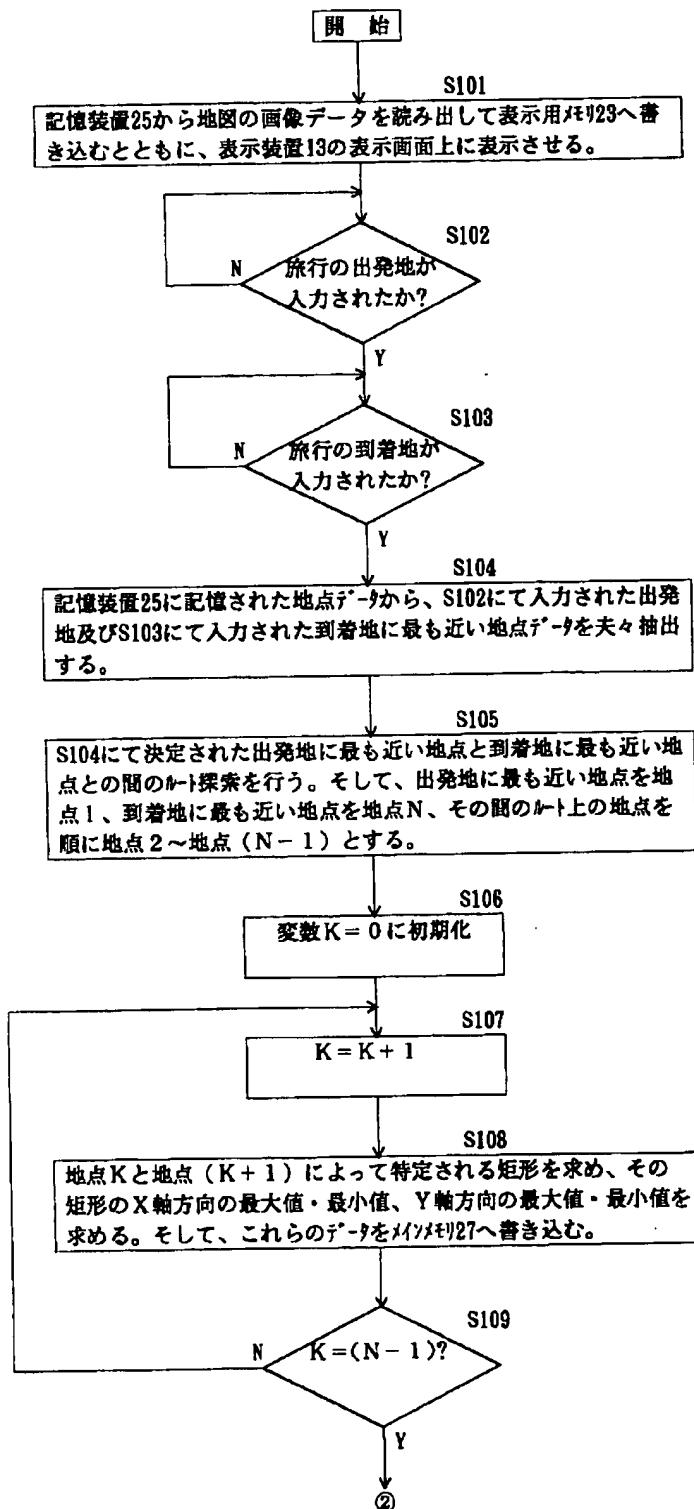 開 始
S101
記憶装置25から地図の画像データを読み出して表示用ﾒﾓﾘ23へ書
き込むとともに、表示装置13の表示画面上に表示させる。
S102
旅行の出発地が
入力されたか?
N
Y
S103
旅行の到着地が
入力されたか?
N
Y
S104
記憶装置25に記憶された地点ﾃﾞｰﾀから、S102にて入力された出発
地及びS103にて入力された到着地に最も近い地点ﾃﾞｰﾀを夫々抽出
する。
S105
S104にて決定された出発地に最も近い地点と到着地に最も近い地
点との間のﾙｰﾄ探索を行う。そして、出発地に最も近い地点を地
点1、到着地に最も近い地点を地点N、その間のﾙｰﾄ上の地点を
順に地点2～地点（N－1）とする。
S106
変数K＝0に初期化
S107
K＝K＋1
S108
地点Kと地点（K＋1）によって特定される矩形を求め、その
矩形のX軸方向の最大値・最小値、Y軸方向の最大値・最小値を
求める。そして、これらのﾃﾞｰﾀをﾒｲﾝﾒﾓﾘ27へ書き込む。
S109
K＝(N－1)?
N
Y
②